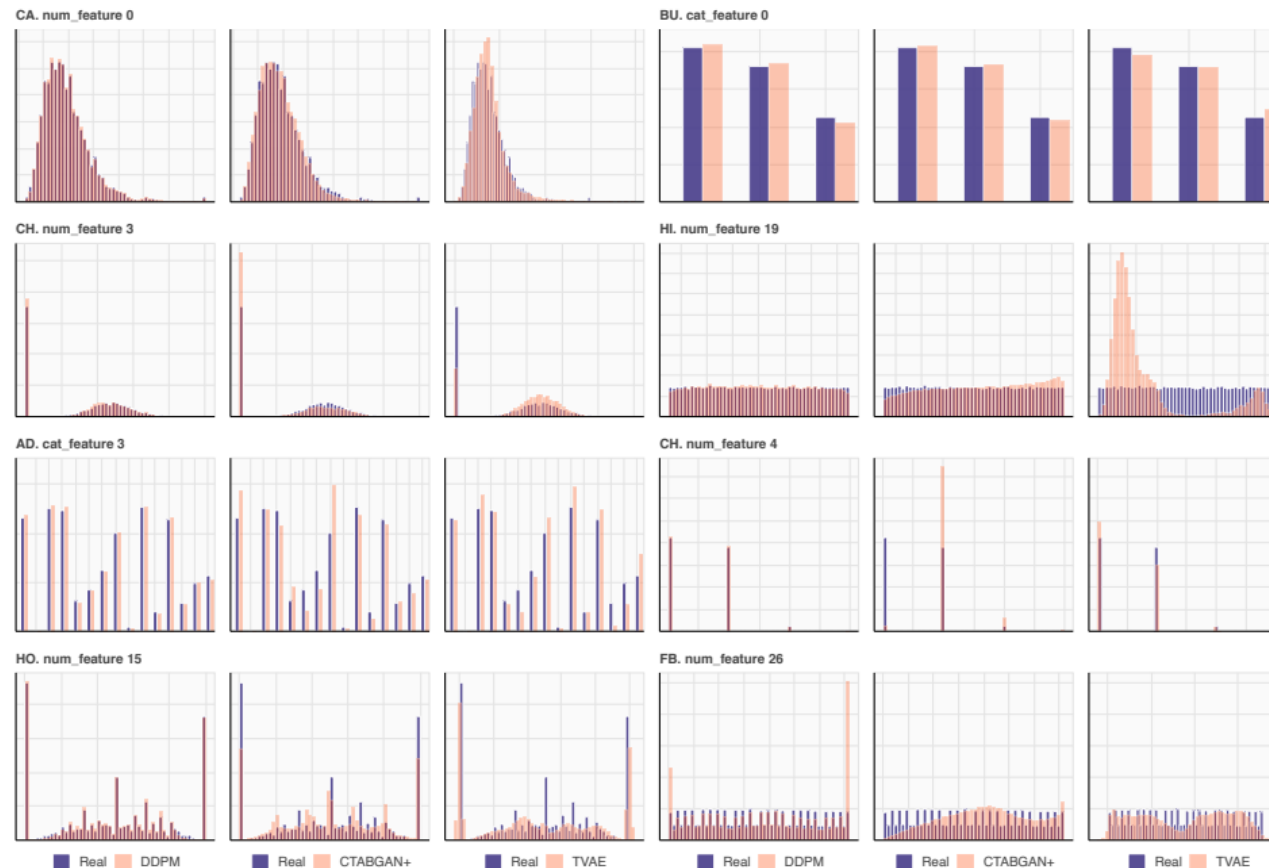 CA. num_feature 0
BU. cat_feature 0
CH. num_feature 3
HI. num_feature 19
AD. cat_feature 3
CH. num_feature 4
HO. num_feature 15
FB. num_feature 26
Real DDPM Real CTABGAN+ Real TVAE Real DDPM Real CTABGAN+ Real TVAE